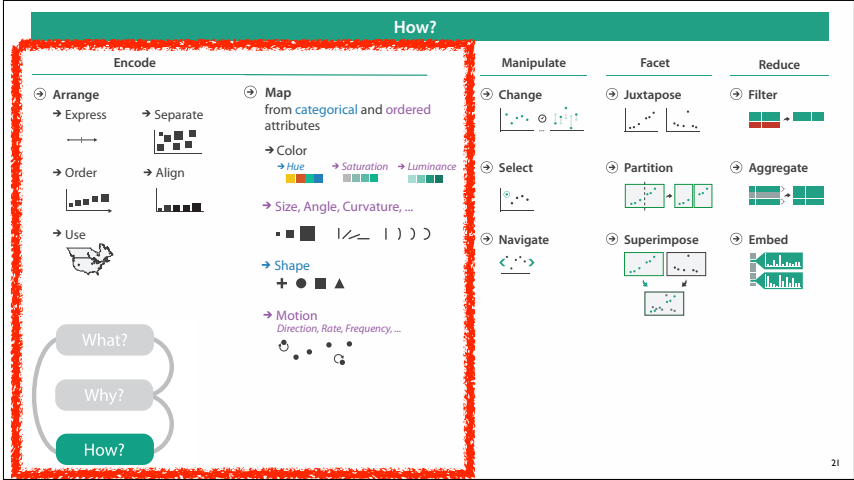 How?
Encode
Arrange
Express
Separate
Order
Align
Use
Map
from categorical and ordered
attributes
Color
Hue
Saturation
Luminance
Size, Angle, Curvature, ...
Shape
Motion
Direction, Rate, Frequency, ...
What?
Why?
How?
Manipulate
Change
...
Select
Navigate
Facet
Juxtapose
Partition
Superimpose
Reduce
Filter
Aggregate
Embed
21